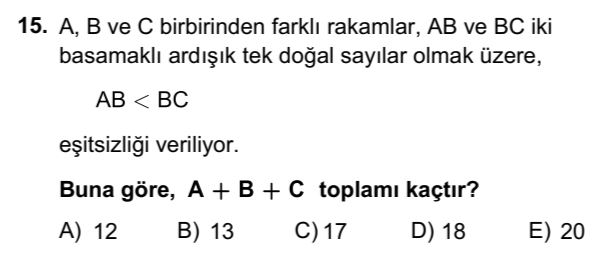 15. A, B ve C birbirinden farklı rakamlar, AB ve BC iki
basamaklı ardışık tek doğal sayılar olmak üzere,
AB < BC
eşitsizliği veriliyor.
Buna göre, A + B + C toplamı kaçtır?
A) 12 B) 13 C) 17 D) 18 E) 20